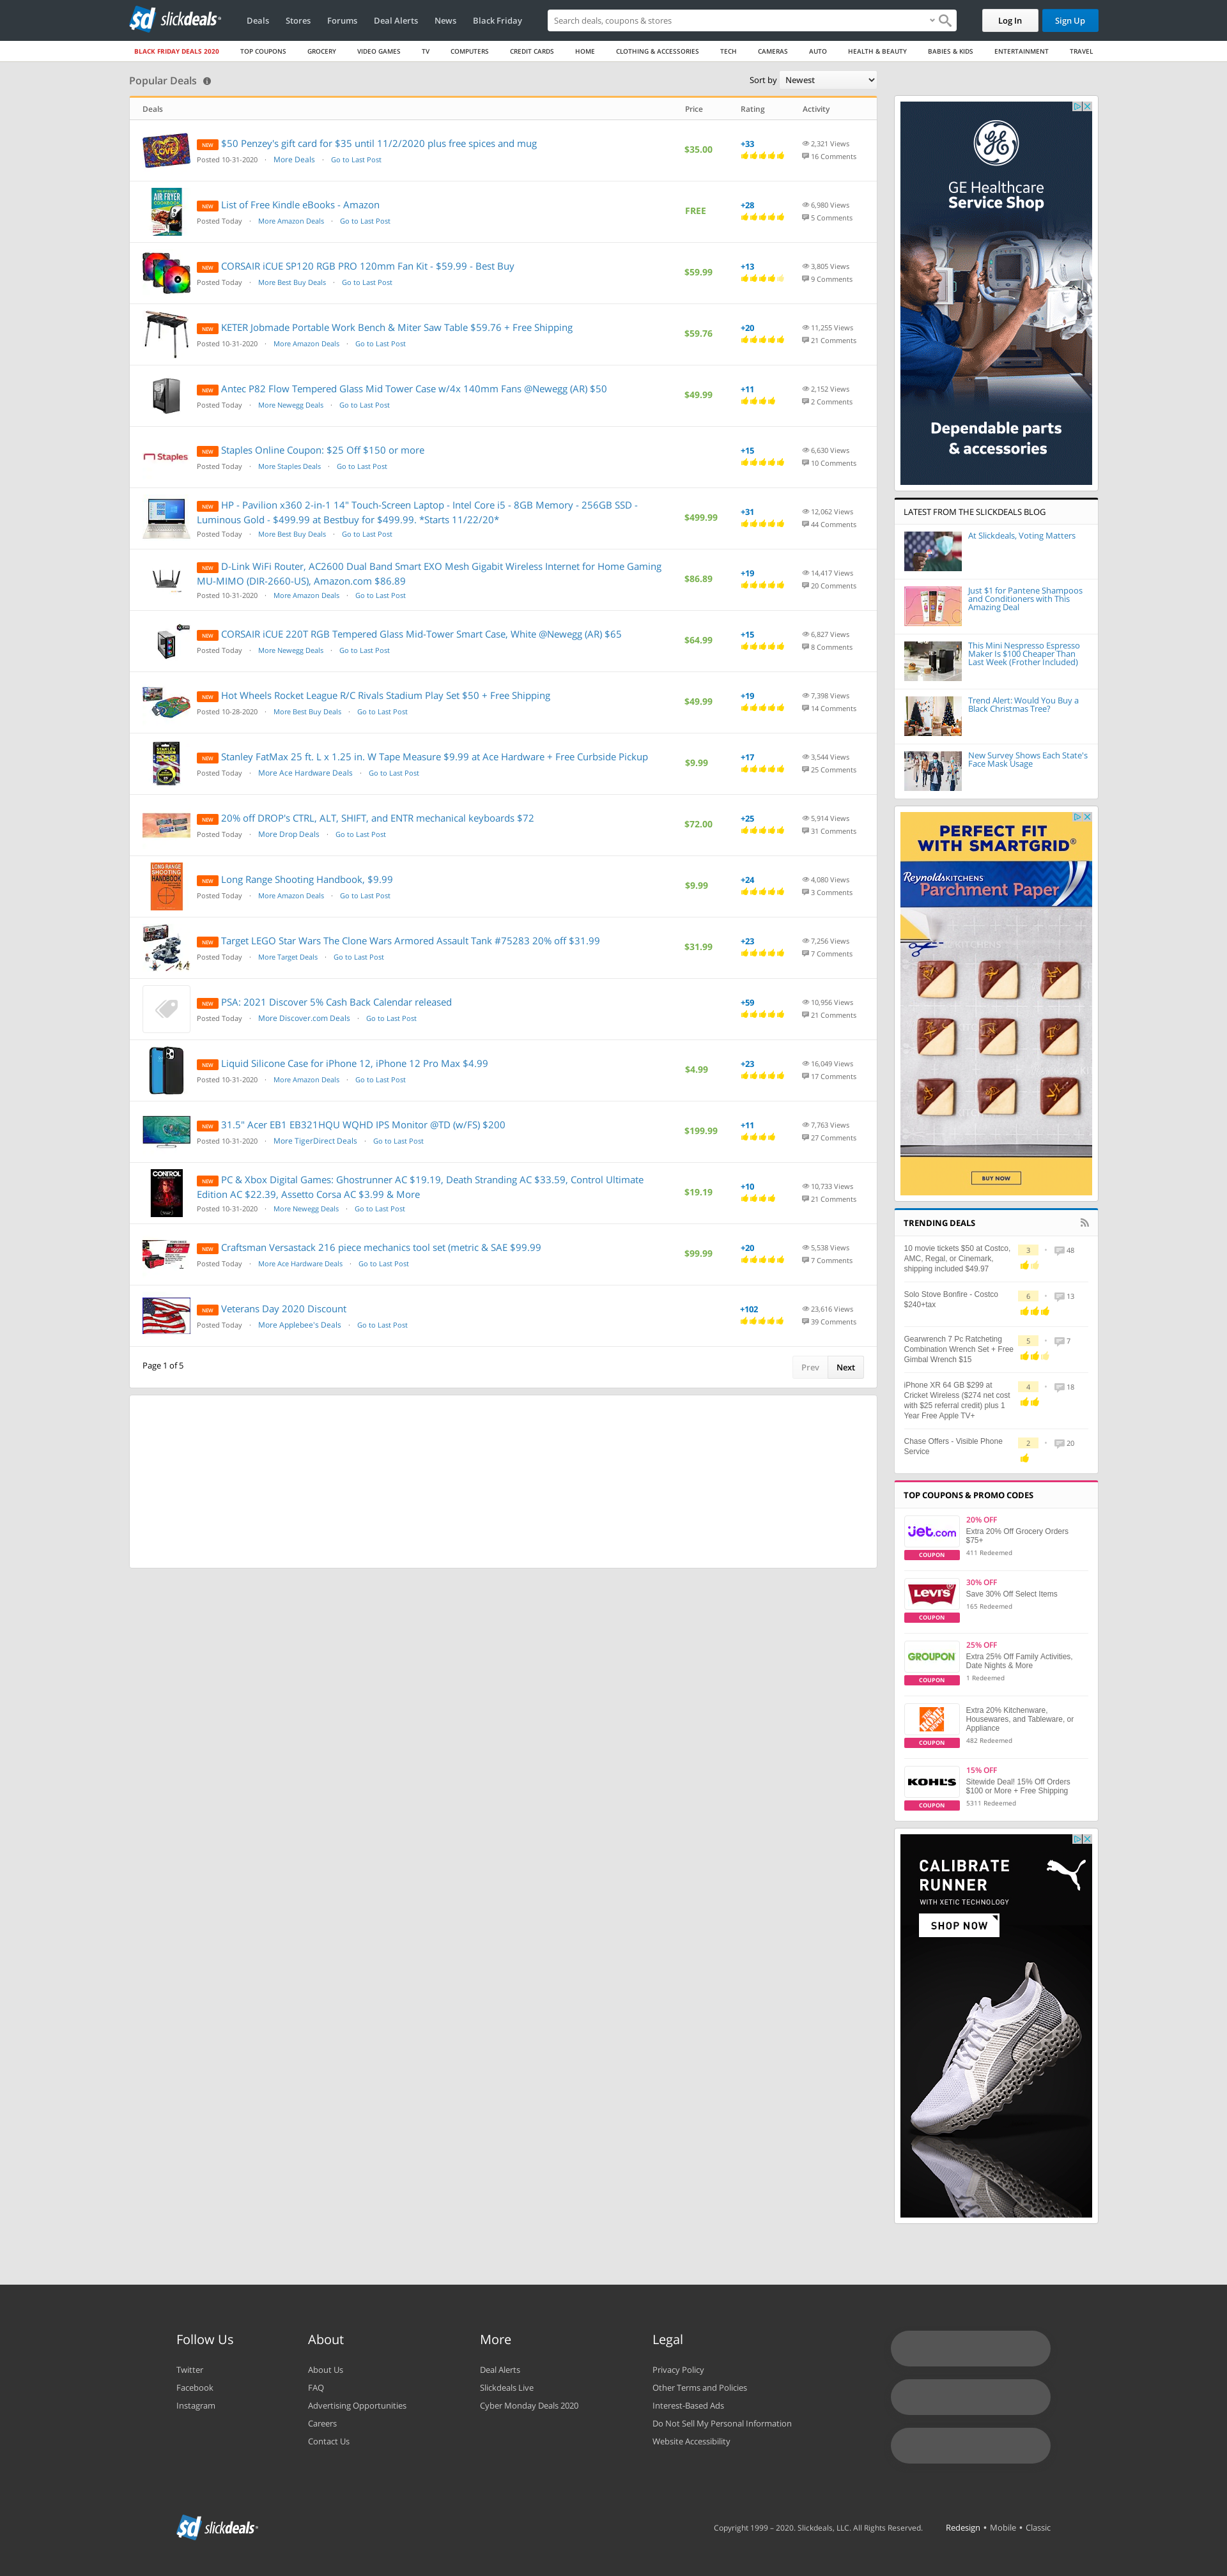 slickdeals
Deals Stores Forums Deal Alerts News Black Friday
Search deals, coupons & stores
Log In
Sign Up
BLACK FRIDAY DEALS 2020 TOP COUPONS GROCERY VIDEO GAMES TV COMPUTERS CREDIT CARDS HOME CLOTHING & ACCESSORIES TECH CAMERAS AUTO HEALTH & BEAUTY BABIES & KIDS ENTERTAINMENT TRAVEL
Popular Deals
Sort by Newest
Deals Price Rating Activity
NEW $50 Penzey's gift card for $35 until 11/2/2020 plus free spices and mug
Posted 10-31-2020 · More Deals · Go to Last Post
$35.00
+33
2,321 Views
16 Comments
NEW List of Free Kindle eBooks - Amazon
Posted Today · More Amazon Deals · Go to Last Post
FREE
+28
6,980 Views
5 Comments
NEW CORSAIR iCUE SP120 RGB PRO 120mm Fan Kit - $59.99 - Best Buy
Posted Today · More Best Buy Deals · Go to Last Post
$59.99
+13
3,805 Views
9 Comments
NEW KETER Jobmade Portable Work Bench & Miter Saw Table $59.76 + Free Shipping
Posted 10-31-2020 · More Amazon Deals · Go to Last Post
$59.76
+20
11,255 Views
21 Comments
NEW Antec P82 Flow Tempered Glass Mid Tower Case w/4x 140mm Fans @Newegg (AR) $50
Posted Today · More Newegg Deals · Go to Last Post
$49.99
+11
2,152 Views
2 Comments
Staples
NEW Staples Online Coupon: $25 Off $150 or more
Posted Today · More Staples Deals · Go to Last Post
+15
6,630 Views
10 Comments
NEW HP - Pavilion x360 2-in-1 14" Touch-Screen Laptop - Intel Core i5 - 8GB Memory - 256GB SSD -
Luminous Gold - $499.99 at Bestbuy for $499.99. *Starts 11/22/20*
Posted Today · More Best Buy Deals · Go to Last Post
$499.99
+31
12,062 Views
44 Comments
NEW D-Link WiFi Router, AC2600 Dual Band Smart EXO Mesh Gigabit Wireless Internet for Home Gaming
MU-MIMO (DIR-2660-US), Amazon.com $86.89
Posted 10-31-2020 · More Amazon Deals · Go to Last Post
$86.89
+19
14,417 Views
20 Comments
NEW CORSAIR iCUE 220T RGB Tempered Glass Mid-Tower Smart Case, White @Newegg (AR) $65
Posted Today · More Newegg Deals · Go to Last Post
$64.99
+15
6,827 Views
8 Comments
NEW Hot Wheels Rocket League R/C Rivals Stadium Play Set $50 + Free Shipping
Posted 10-28-2020 · More Best Buy Deals · Go to Last Post
$49.99
+19
7,398 Views
14 Comments
NEW Stanley FatMax 25 ft. L x 1.25 in. W Tape Measure $9.99 at Ace Hardware + Free Curbside Pickup
Posted Today · More Ace Hardware Deals · Go to Last Post
$9.99
+17
3,544 Views
25 Comments
NEW 20% off DROP's CTRL, ALT, SHIFT, and ENTR mechanical keyboards $72
Posted Today · More Drop Deals · Go to Last Post
$72.00
+25
5,914 Views
31 Comments
LONG RANGE
SHOOTING
HANDBOOK
NEW Long Range Shooting Handbook, $9.99
Posted Today · More Amazon Deals · Go to Last Post
$9.99
+24
4,080 Views
3 Comments
NEW Target LEGO Star Wars The Clone Wars Armored Assault Tank #75283 20% off $31.99
Posted Today · More Target Deals · Go to Last Post
$31.99
+23
7,256 Views
7 Comments
NEW PSA: 2021 Discover 5% Cash Back Calendar released
Posted Today · More Discover.com Deals · Go to Last Post
+59
10,956 Views
21 Comments
NEW Liquid Silicone Case for iPhone 12, iPhone 12 Pro Max $4.99
Posted 10-31-2020 · More Amazon Deals · Go to Last Post
$4.99
+23
16,049 Views
17 Comments
NEW 31.5" Acer EB1 EB321HQU WQHD IPS Monitor @TD (w/FS) $200
Posted 10-31-2020 · More TigerDirect Deals · Go to Last Post
$199.99
+11
7,763 Views
27 Comments
CONTROL
NEW PC & Xbox Digital Games: Ghostrunner AC $19.19, Death Stranding AC $33.59, Control Ultimate
Edition AC $22.39, Assetto Corsa AC $3.99 & More
Posted 10-31-2020 · More Newegg Deals · Go to Last Post
$19.19
+10
10,733 Views
21 Comments
NEW Craftsman Versastack 216 piece mechanics tool set (metric & SAE $99.99
Posted Today · More Ace Hardware Deals · Go to Last Post
$99.99
+20
5,538 Views
7 Comments
NEW Veterans Day 2020 Discount
Posted Today · More Applebee's Deals · Go to Last Post
+102
23,616 Views
39 Comments
Page 1 of 5
Prev Next
GE Healthcare
Service Shop
Dependable parts
& accessories
LATEST FROM THE SLICKDEALS BLOG
At Slickdeals, Voting Matters
Just $1 for Pantene Shampoos
and Conditioners with This
Amazing Deal
This Mini Nespresso Espresso
Maker Is $100 Cheaper Than
Last Week (Frother Included)
Trend Alert: Would You Buy a
Black Christmas Tree?
New Survey Shows Each State's
Face Mask Usage
PERFECT FIT
WITH SMARTGRID®
Reynolds KITCHENS
Parchment Paper
BUY NOW
TRENDING DEALS
10 movie tickets $50 at Costco,
AMC, Regal, or Cinemark,
shipping included $49.97
3 · 48
Solo Stove Bonfire - Costco
$240+tax
6 · 13
Gearwrench 7 Pc Ratcheting
Combination Wrench Set + Free
Gimbal Wrench $15
5 · 7
iPhone XR 64 GB $299 at
Cricket Wireless ($274 net cost
with $25 referral credit) plus 1
Year Free Apple TV+
4 · 18
Chase Offers - Visible Phone
Service
2 · 20
TOP COUPONS & PROMO CODES
jet.com
COUPON
20% OFF
Extra 20% Off Grocery Orders
$75+
411 Redeemed
LEVI'S
COUPON
30% OFF
Save 30% Off Select Items
165 Redeemed
GROUPON
COUPON
25% OFF
Extra 25% Off Family Activities,
Date Nights & More
1 Redeemed
COUPON
Extra 20% Kitchenware,
Housewares, and Tableware, or
Appliance
482 Redeemed
KOHL'S
COUPON
15% OFF
Sitewide Deal! 15% Off Orders
$100 or More + Free Shipping
5311 Redeemed
CALIBRATE
RUNNER
WITH XETIC TECHNOLOGY
SHOP NOW
Follow Us
Twitter
Facebook
Instagram
About
About Us
FAQ
Advertising Opportunities
Careers
Contact Us
More
Deal Alerts
Slickdeals Live
Cyber Monday Deals 2020
Legal
Privacy Policy
Other Terms and Policies
Interest-Based Ads
Do Not Sell My Personal Information
Website Accessibility
slickdeals
Copyright 1999 – 2020. Slickdeals, LLC. All Rights Reserved.
Redesign • Mobile • Classic